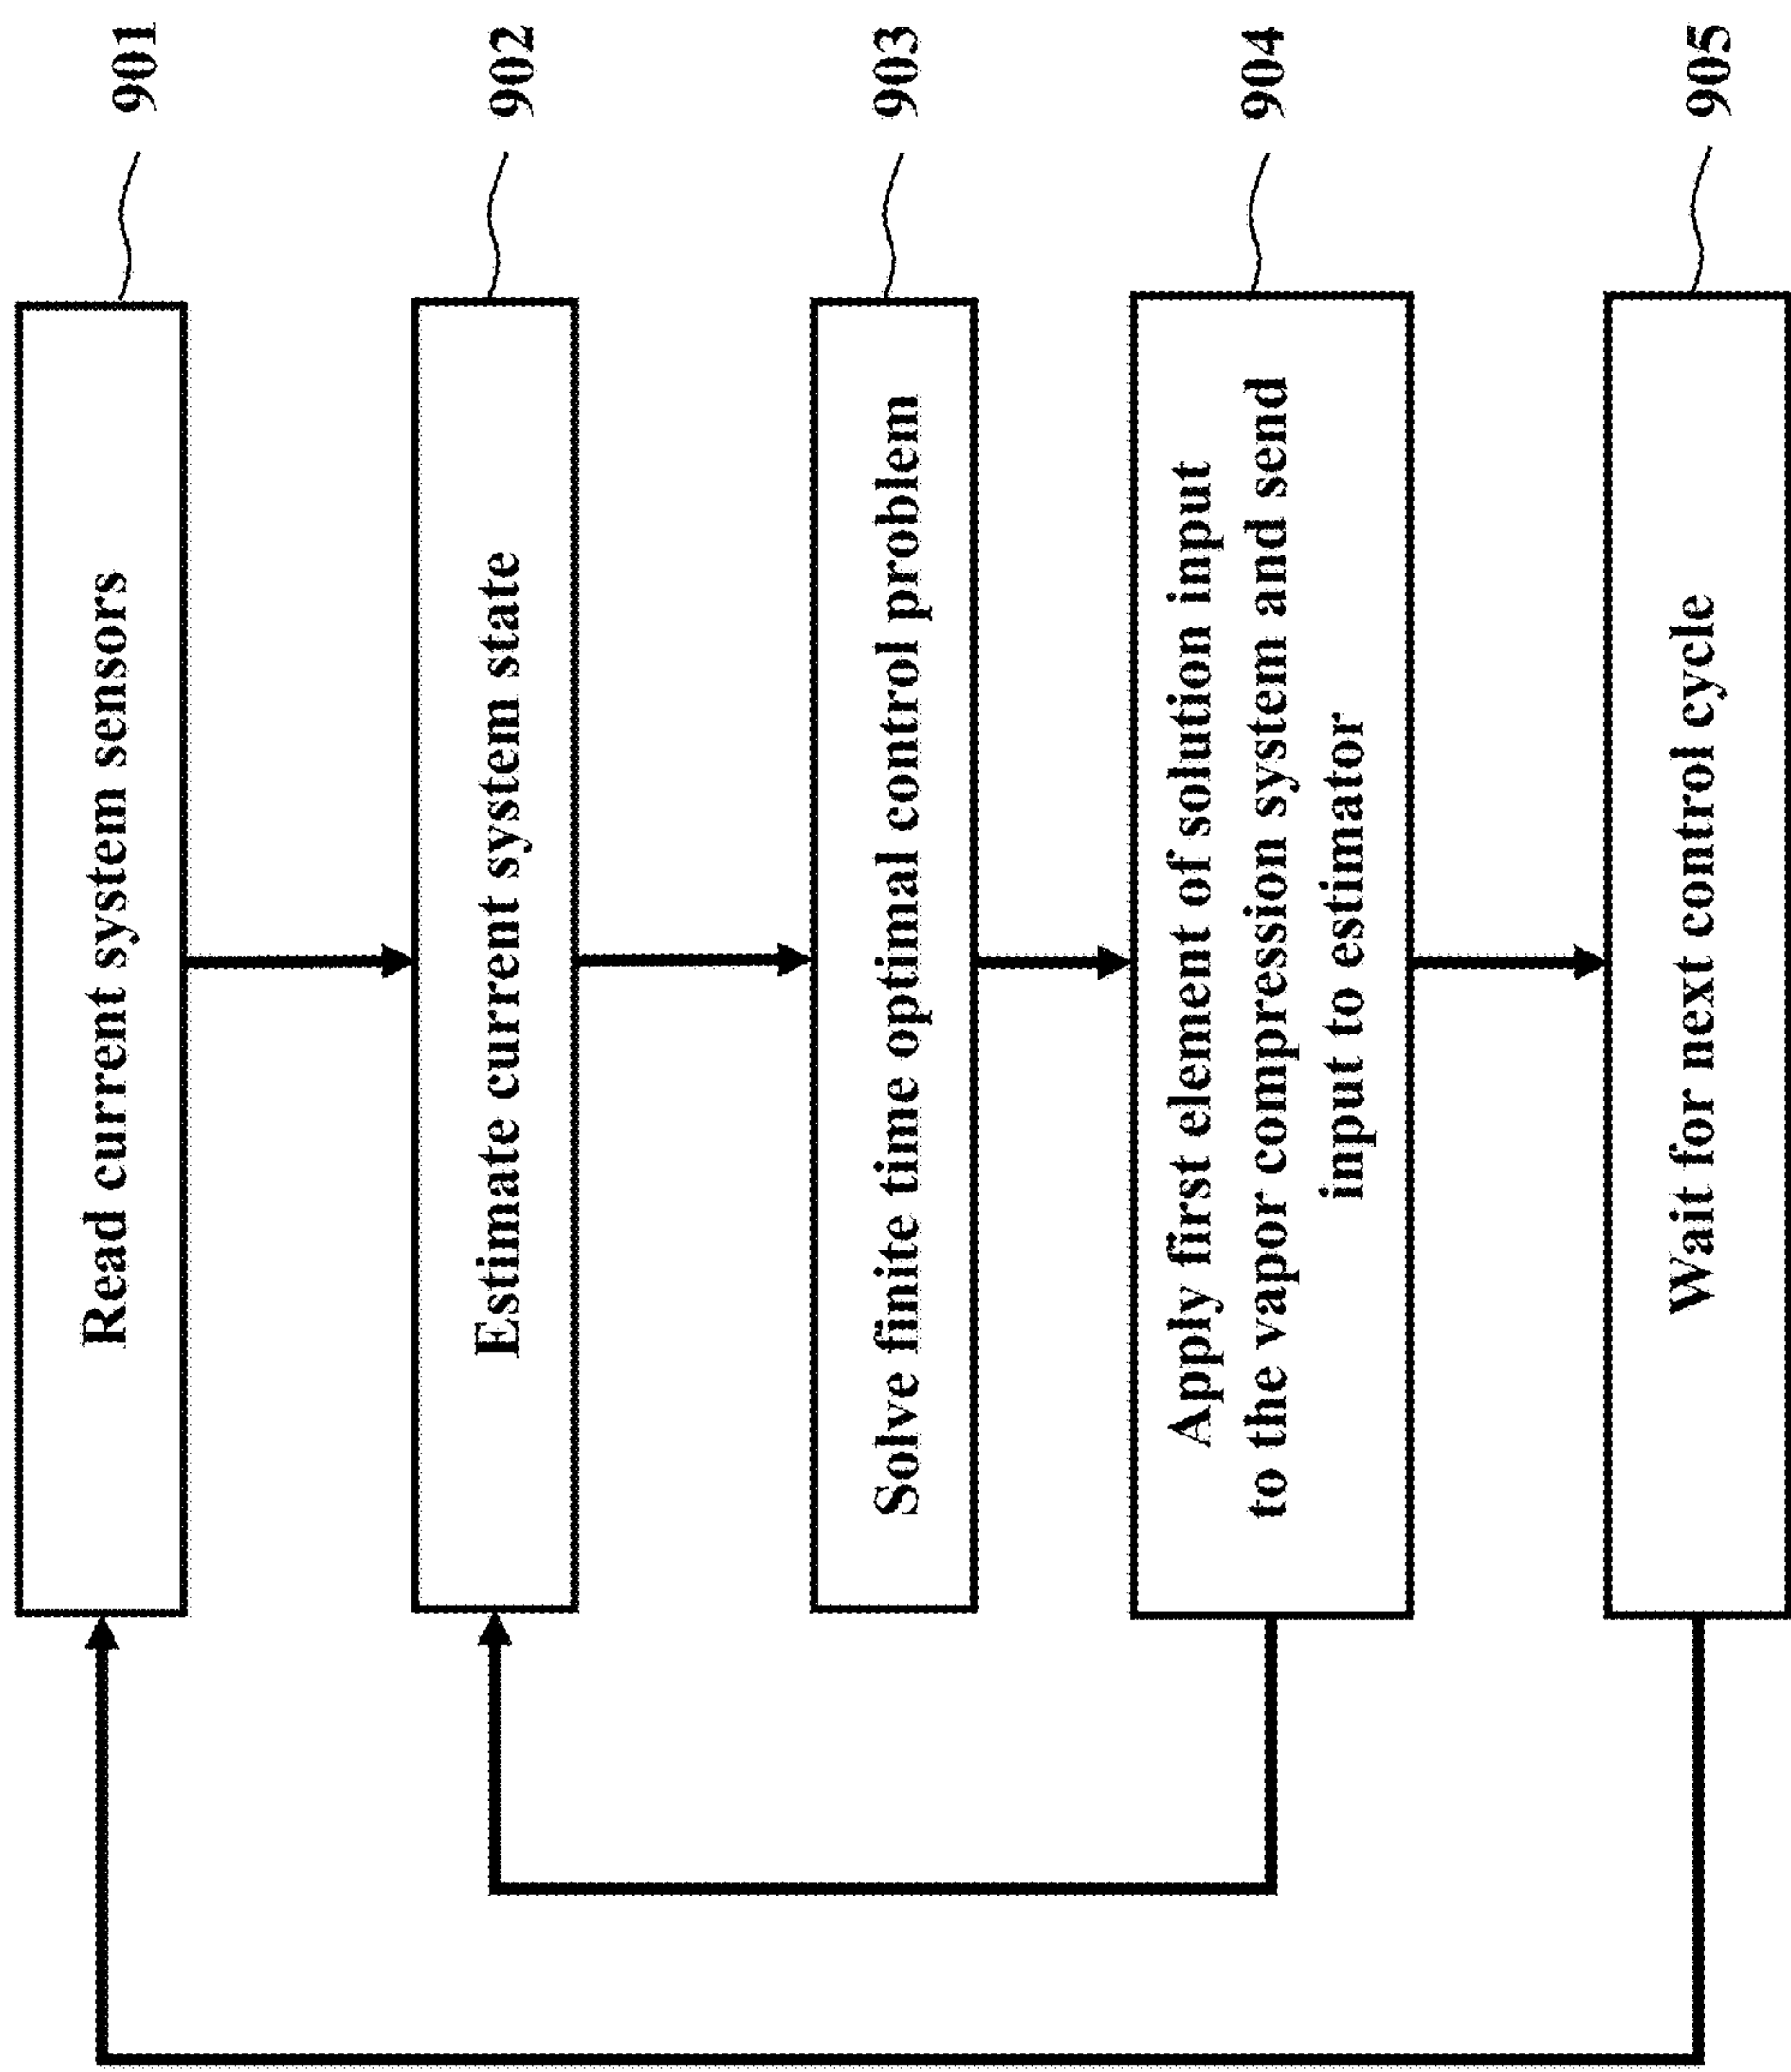 Read current system sensors
901
Estimate current system state
902
Solve finite time optimal control problem
903
Apply first element of solution input
to the vapor compression system and send
input to estimator
904
Wait for next control cycle
905